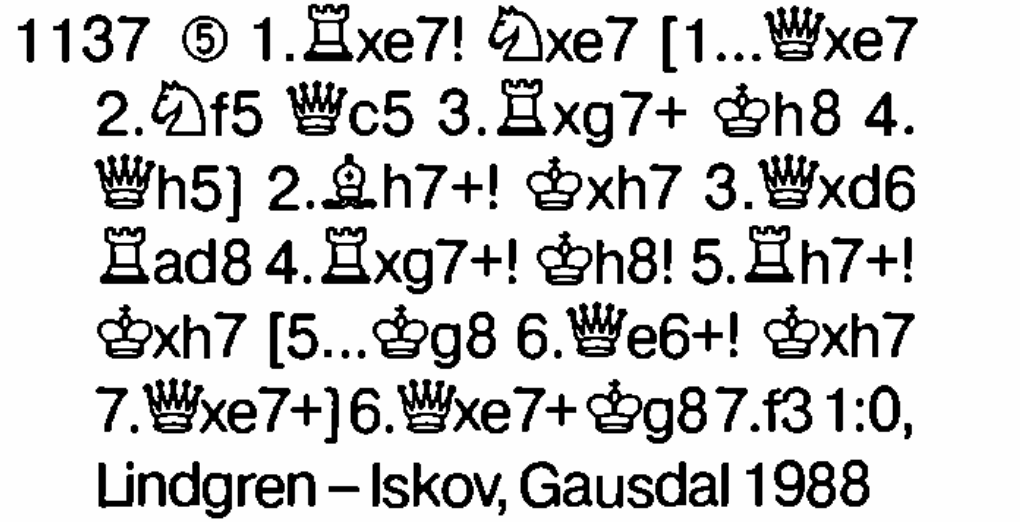 1137 ⑤ 1.♖xe7! ♘xe7 [1...♕xe7
2.♘f5 ♕c5 3.♖xg7+ ♔h8 4.
♕h5] 2.♗h7+! ♔xh7 3.♕xd6
♖ad8 4.♖xg7+! ♔h8! 5.♖h7+!
♔xh7 [5...♔g8 6.♕e6+! ♔xh7
7.♕xe7+] 6.♕xe7+ ♔g8 7.f3 1:0,
Lindgren – Iskov, Gausdal 1988